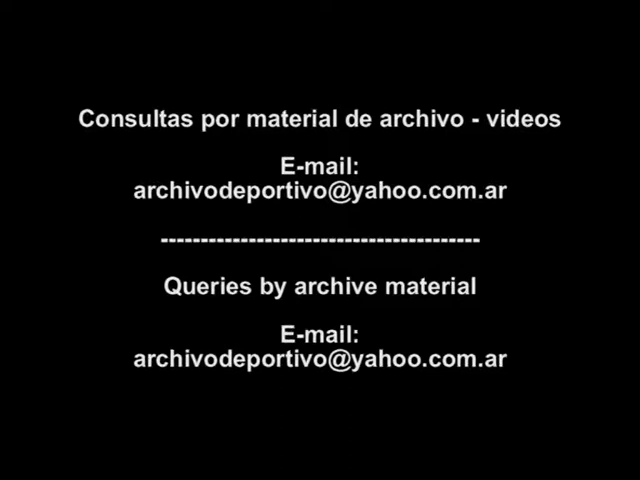 Consultas por material de archivo - videos
E-mail:
archivodeportivo@yahoo.com.ar
----------------------------------------
Queries by archive material
E-mail:
archivodeportivo@yahoo.com.ar